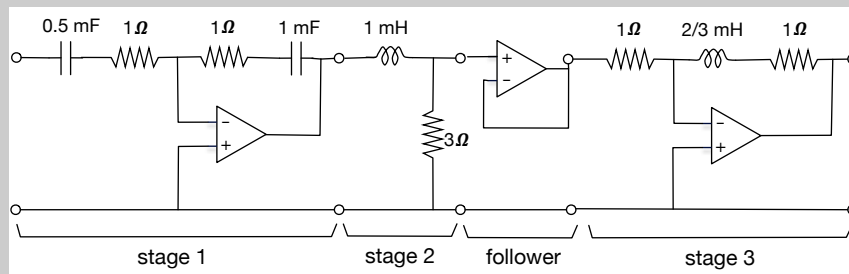 0.5 mF 1Ω 1Ω 1 mF 1 mH 1Ω 2/3 mH 1Ω
+
−
−
+
3Ω
−
+
stage 1 stage 2 follower stage 3